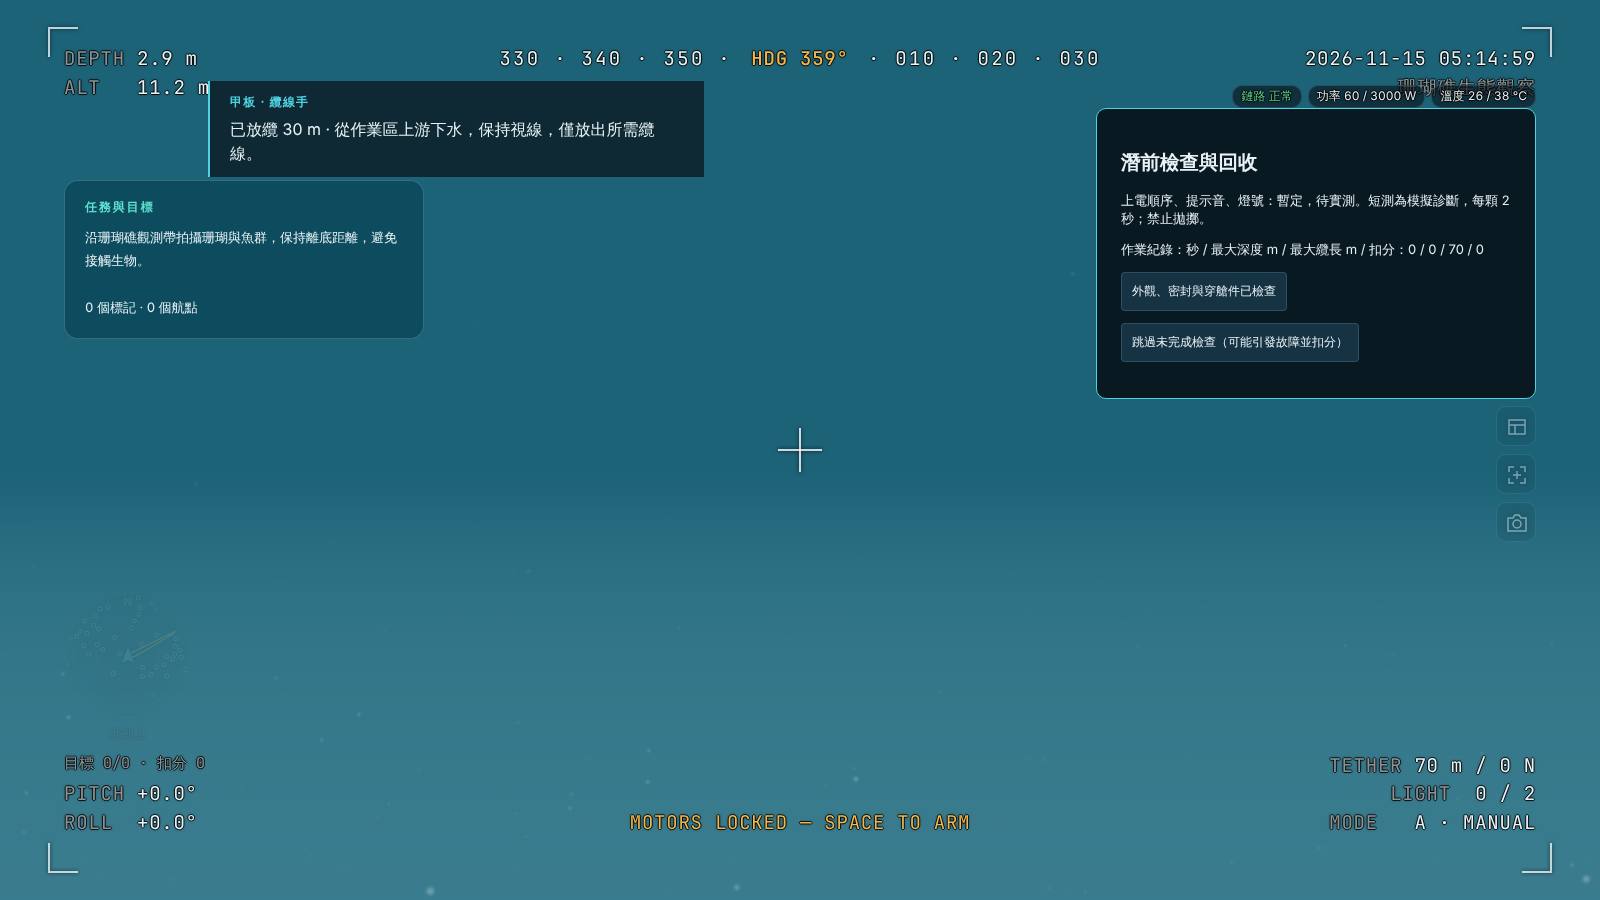 DEPTH 2.9 m
330 · 340 · 350 · HDG 359° · 010 · 020 · 030
2026-11-15 05:14:59
ALT 11.2 m
珊瑚礁生態觀察
鏈路 正常
功率 60 / 3000 W
溫度 26 / 38 °C
甲板 · 纜線手
已放纜 30 m · 從作業區上游下水，保持視線，僅放出所需纜
線。
任務與目標
沿珊瑚礁觀測帶拍攝珊瑚與魚群，保持離底距離，避免
接觸生物。
0 個標記 · 0 個航點
潛前檢查與回收
上電順序、提示音、燈號：暫定，待實測。短測為模擬診斷，每顆 2
秒；禁止拋擲。
作業紀錄：秒 / 最大深度 m / 最大纜長 m / 扣分：0 / 0 / 70 / 0
外觀、密封與穿艙件已檢查
跳過未完成檢查（可能引發故障並扣分）
目標 0/0 · 扣分 0
PITCH +0.0°
ROLL +0.0°
MOTORS LOCKED — SPACE TO ARM
TETHER 70 m / 0 N
LIGHT 0 / 2
MODE A · MANUAL